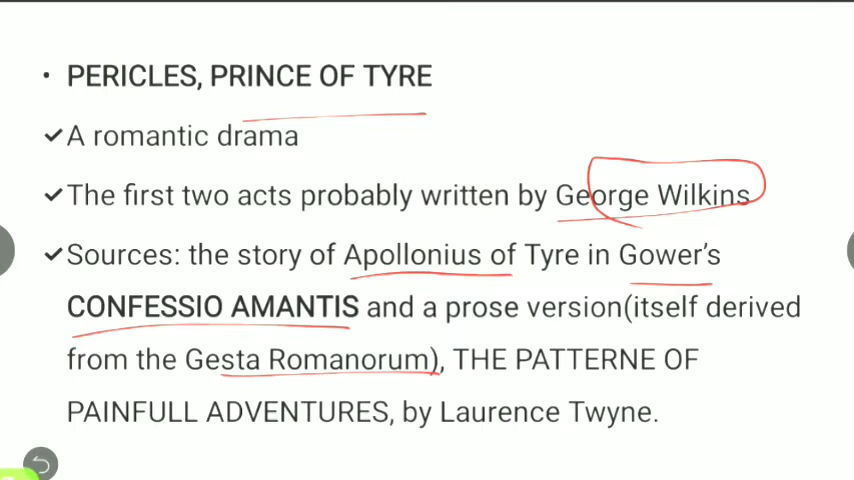 • PERICLES, PRINCE OF TYRE
✓A romantic drama
✓The first two acts probably written by George Wilkins
✓Sources: the story of Apollonius of Tyre in Gower's
CONFESSIO AMANTIS and a prose version(itself derived
from the Gesta Romanorum), THE PATTERNE OF
PAINFULL ADVENTURES, by Laurence Twyne.